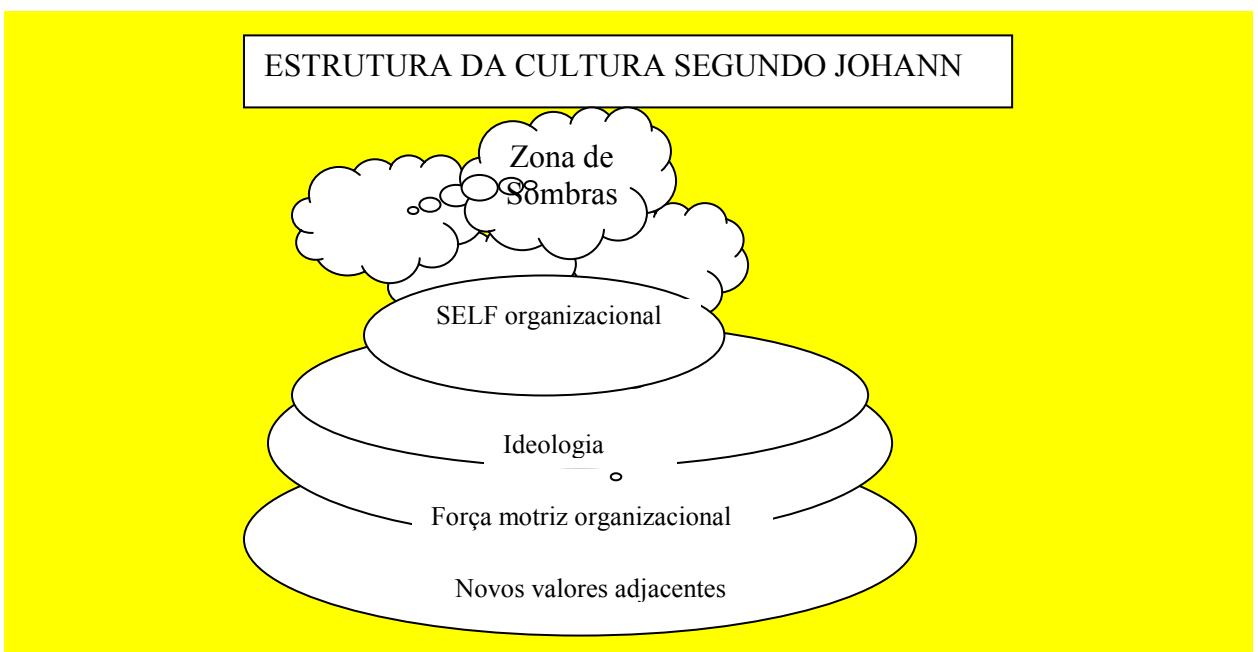 ESTRUTURA DA CULTURA SEGUNDO JOHANN
Zona de
Sombras
SELF organizacional
Ideologia
Força motriz organizacional
Novos valores adjacentes